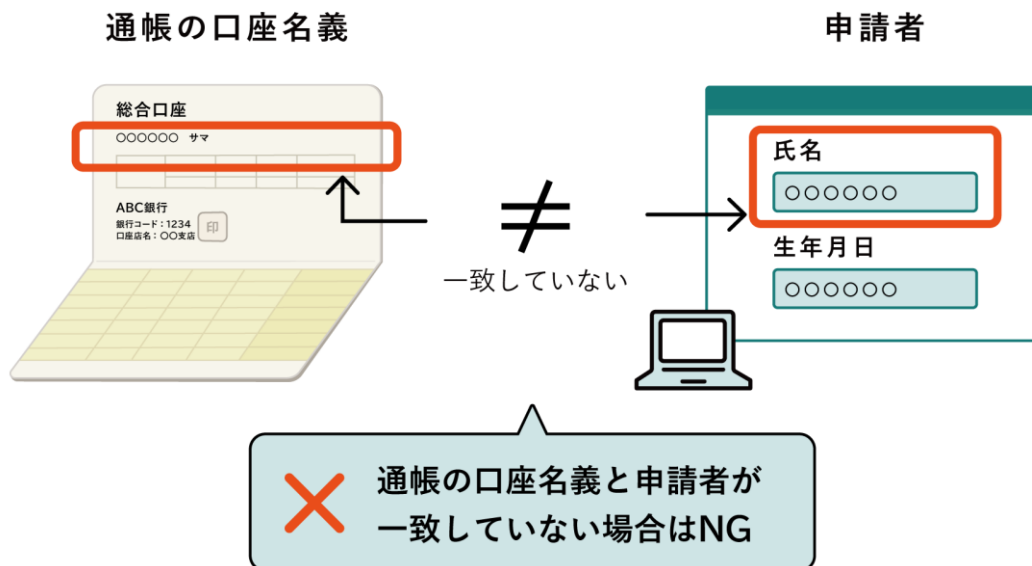 通帳の口座名義
申請者
総合口座
○○○○○○ サマ
ABC銀行
銀行コード：1234
口座店名：○○支店
印
≠
一致していない
氏名
○○○○○○
生年月日
○○○○○○
通帳の口座名義と申請者が
一致していない場合はNG